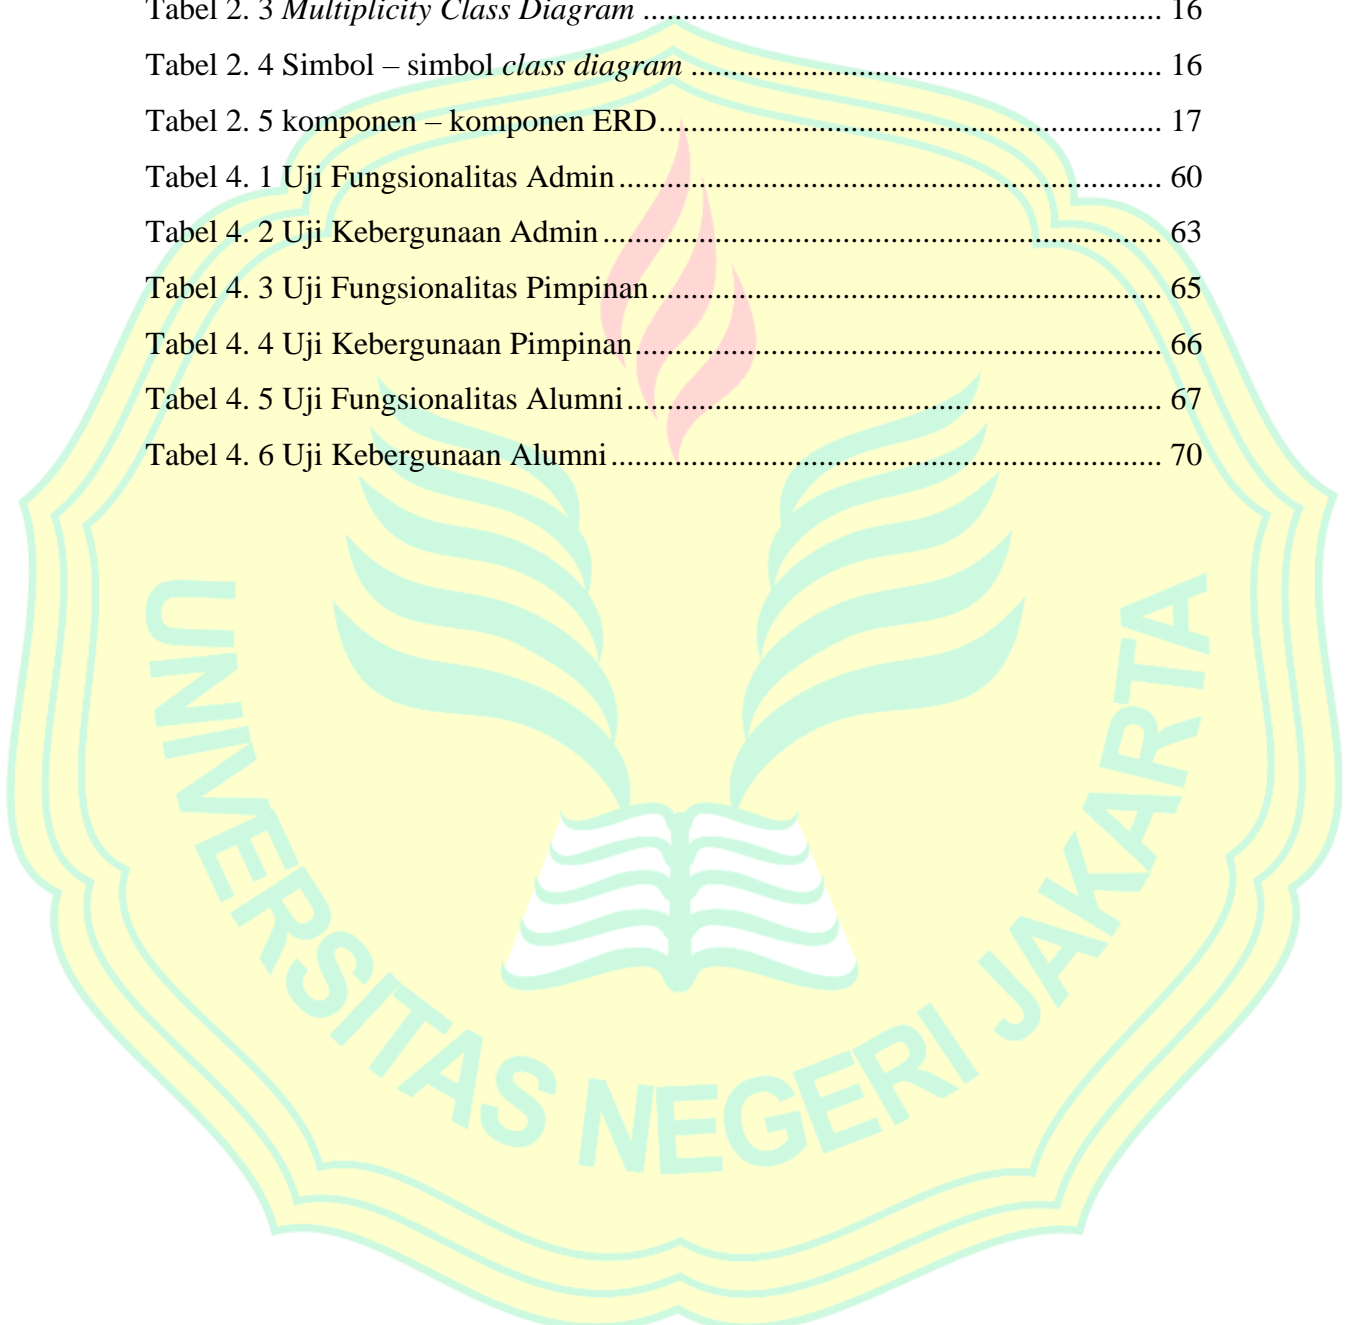 Tabel 2. 3 Multiplicity Class Diagram ................................................................ 16
Tabel 2. 4 Simbol – simbol class diagram .......................................................... 16
Tabel 2. 5 komponen – komponen ERD.............................................................. 17
Tabel 4. 1 Uji Fungsionalitas Admin ................................................................... 60
Tabel 4. 2 Uji Kebergunaan Admin ..................................................................... 63
Tabel 4. 3 Uji Fungsionalitas Pimpinan............................................................... 65
Tabel 4. 4 Uji Kebergunaan Pimpinan................................................................. 66
Tabel 4. 5 Uji Fungsionalitas Alumni .................................................................. 67
Tabel 4. 6 Uji Kebergunaan Alumni .................................................................... 70
UNIVERSITAS NEGERI JAKARTA